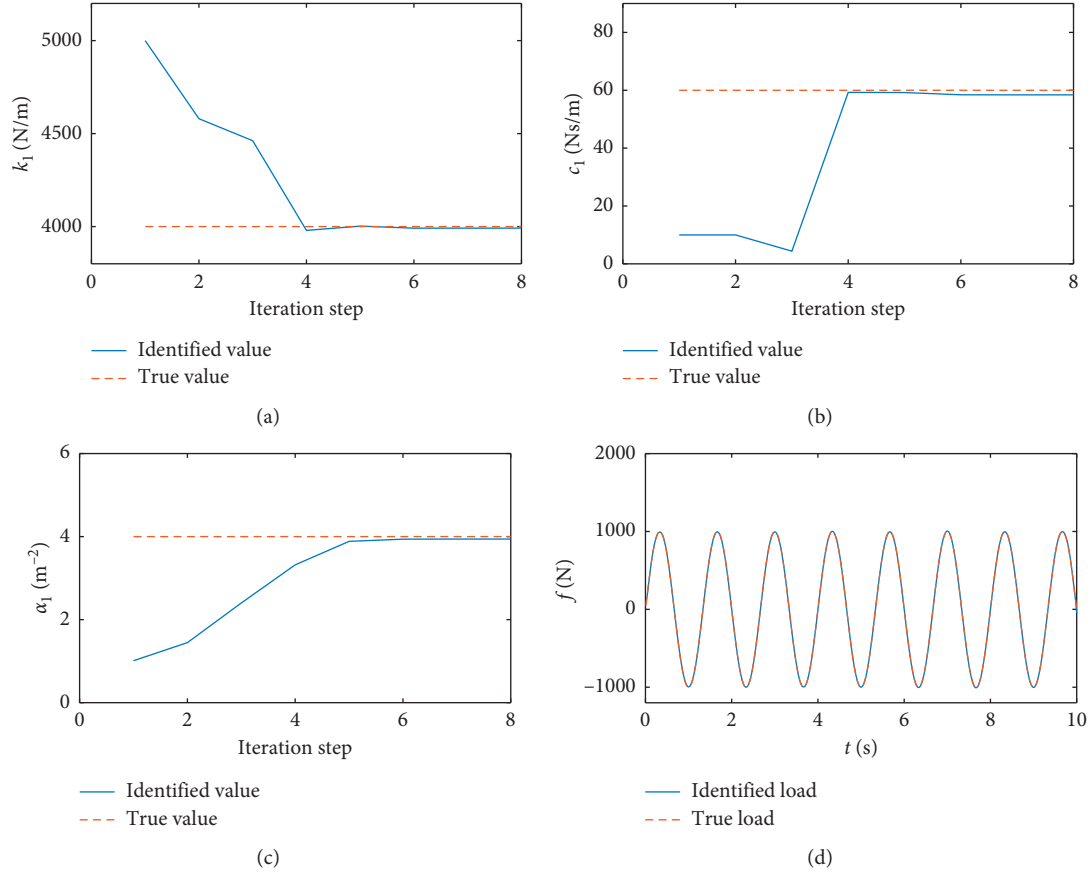 5000
4500
4000
k1 (N/m)
0 2 4 6 8
Iteration step
Identified value
True value
(a)
80
60
40
20
0
c1 (Ns/m)
0 2 4 6 8
Iteration step
Identified value
True value
(b)
6
4
2
0
α1 (m−2)
0 2 4 6 8
Iteration step
Identified value
True value
(c)
2000
1000
0
−1000
f (N)
0 2 4 6 8 10
t (s)
Identified load
True load
(d)